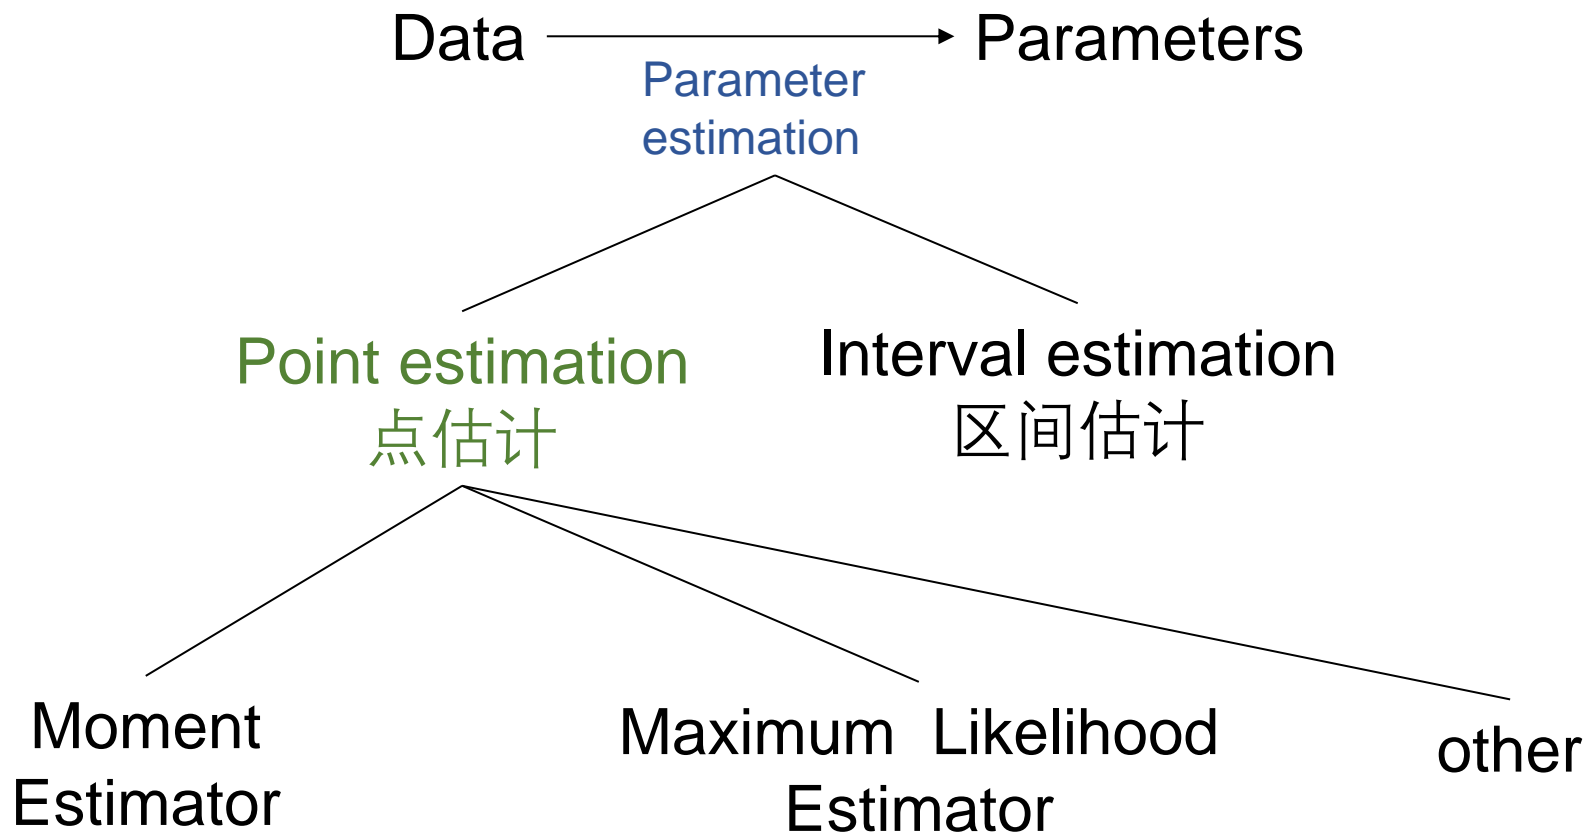 Data
Parameters
Parameter
estimation
Point estimation
点估计
Interval estimation
区间估计
Moment
Estimator
Maximum Likelihood
Estimator
other